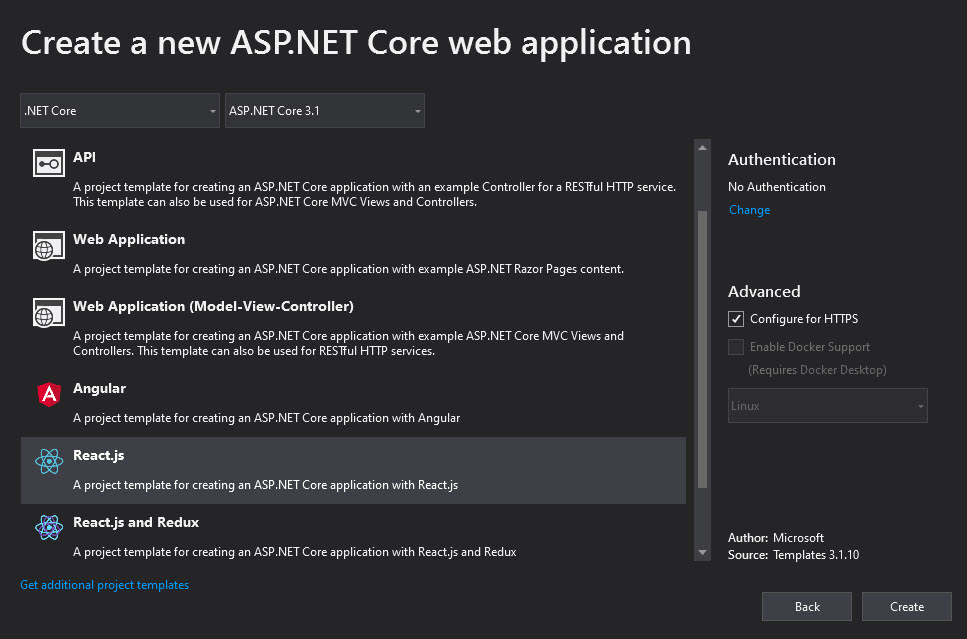 Create a new ASP.NET Core web application
.NET Core
ASP.NET Core 3.1
API
A project template for creating an ASP.NET Core application with an example Controller for a RESTful HTTP service.
This template can also be used for ASP.NET Core MVC Views and Controllers.
Web Application
A project template for creating an ASP.NET Core application with example ASP.NET Razor Pages content.
Web Application (Model-View-Controller)
A project template for creating an ASP.NET Core application with example ASP.NET Core MVC Views and
Controllers. This template can also be used for RESTful HTTP services.
A
Angular
A project template for creating an ASP.NET Core application with Angular
React.js
A project template for creating an ASP.NET Core application with React.js
React.js and Redux
A project template for creating an ASP.NET Core application with React.js and Redux
Get additional project templates
Authentication
No Authentication
Change
Advanced
Configure for HTTPS
Enable Docker Support
(Requires Docker Desktop)
Linux
Author: Microsoft
Source: Templates 3.1.10
Back
Create